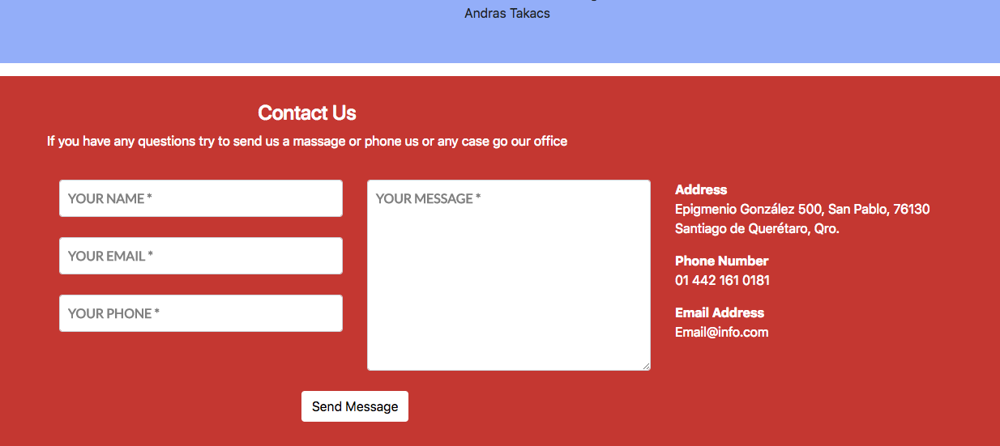 Andras Takacs
Contact Us
If you have any questions try to send us a massage or phone us or any case go our office
YOUR NAME *
YOUR EMAIL *
YOUR PHONE *
YOUR MESSAGE *
Address
Epigmenio González 500, San Pablo, 76130
Santiago de Querétaro, Qro.
Phone Number
01 442 161 0181
Email Address
Email@info.com
Send Message